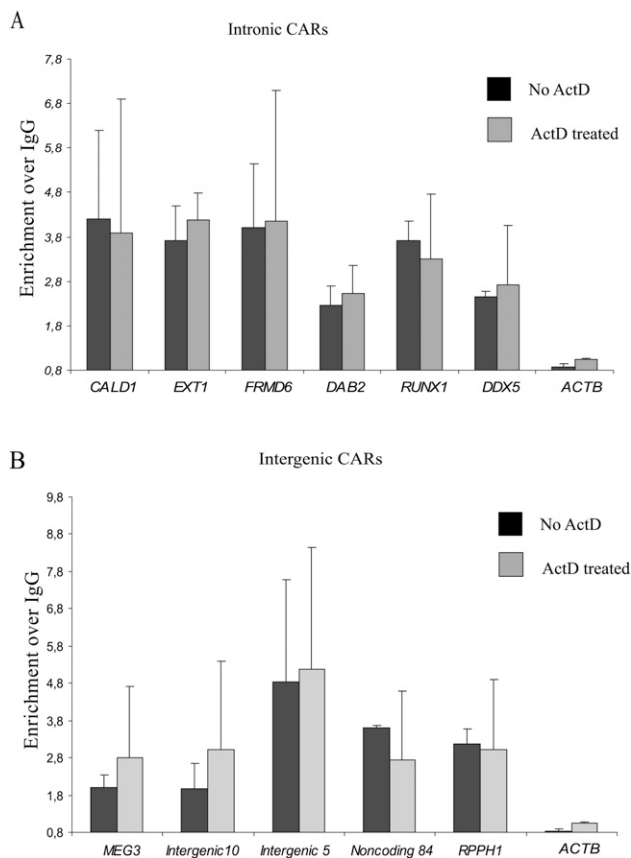 A
Intronic CARs
7,8
6,8
5,8
4,8
3,8
2,8
1,8
0,8
Enrichment over IgG
No ActD
ActD treated
CALD1 EXT1 FRMD6 DAB2 RUNX1 DDX5 ACTB
B
Intergenic CARs
9,8
8,8
7,8
6,8
5,8
4,8
3,8
2,8
1,8
0,8
Enrichment over IgG
No ActD
ActD treated
MEG3 Intergenic10 Intergenic 5 Noncoding 84 RPPH1 ACTB